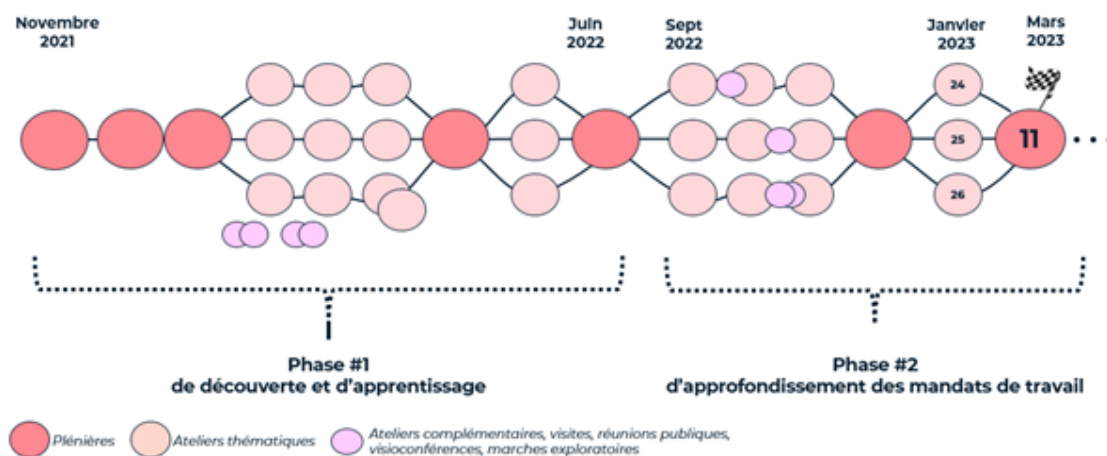 Novembre
2021
Juin
2022
Sept
2022
Janvier
2023
Mars
2023
24
25
11
26
Phase #1
de découverte et d'apprentissage
Phase #2
d'approfondissement des mandats de travail
Plénières
Ateliers thématiques
Ateliers complémentaires, visites, réunions publiques,
visioconférences, marches exploratoires